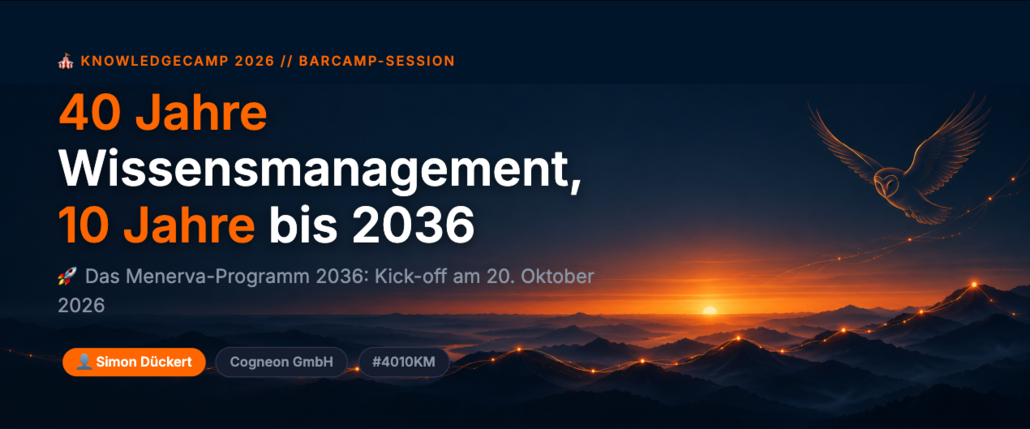 🎪 KNOWLEDGECAMP 2026 // BARCAMP-SESSION
40 Jahre
Wissensmanagement,
10 Jahre bis 2036
🚀 Das Menerva-Programm 2036: Kick-off am 20. Oktober
2026
👤 Simon Dückert Cogneon GmbH #4010KM